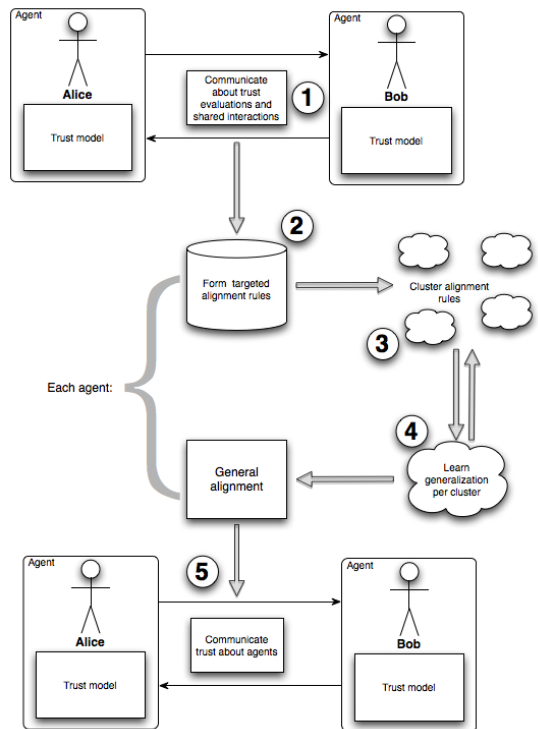 Agent
Agent
Alice
Bob
Communicate
about trust
evaluations and
shared interactions
1
Trust model
Trust model
2
Form targeted
alignment rules
Cluster alignment
rules
3
Each agent:
4
General
alignment
Learn
generalization
per cluster
5
Agent
Agent
Alice
Bob
Communicate
trust about agents
Trust model
Trust model